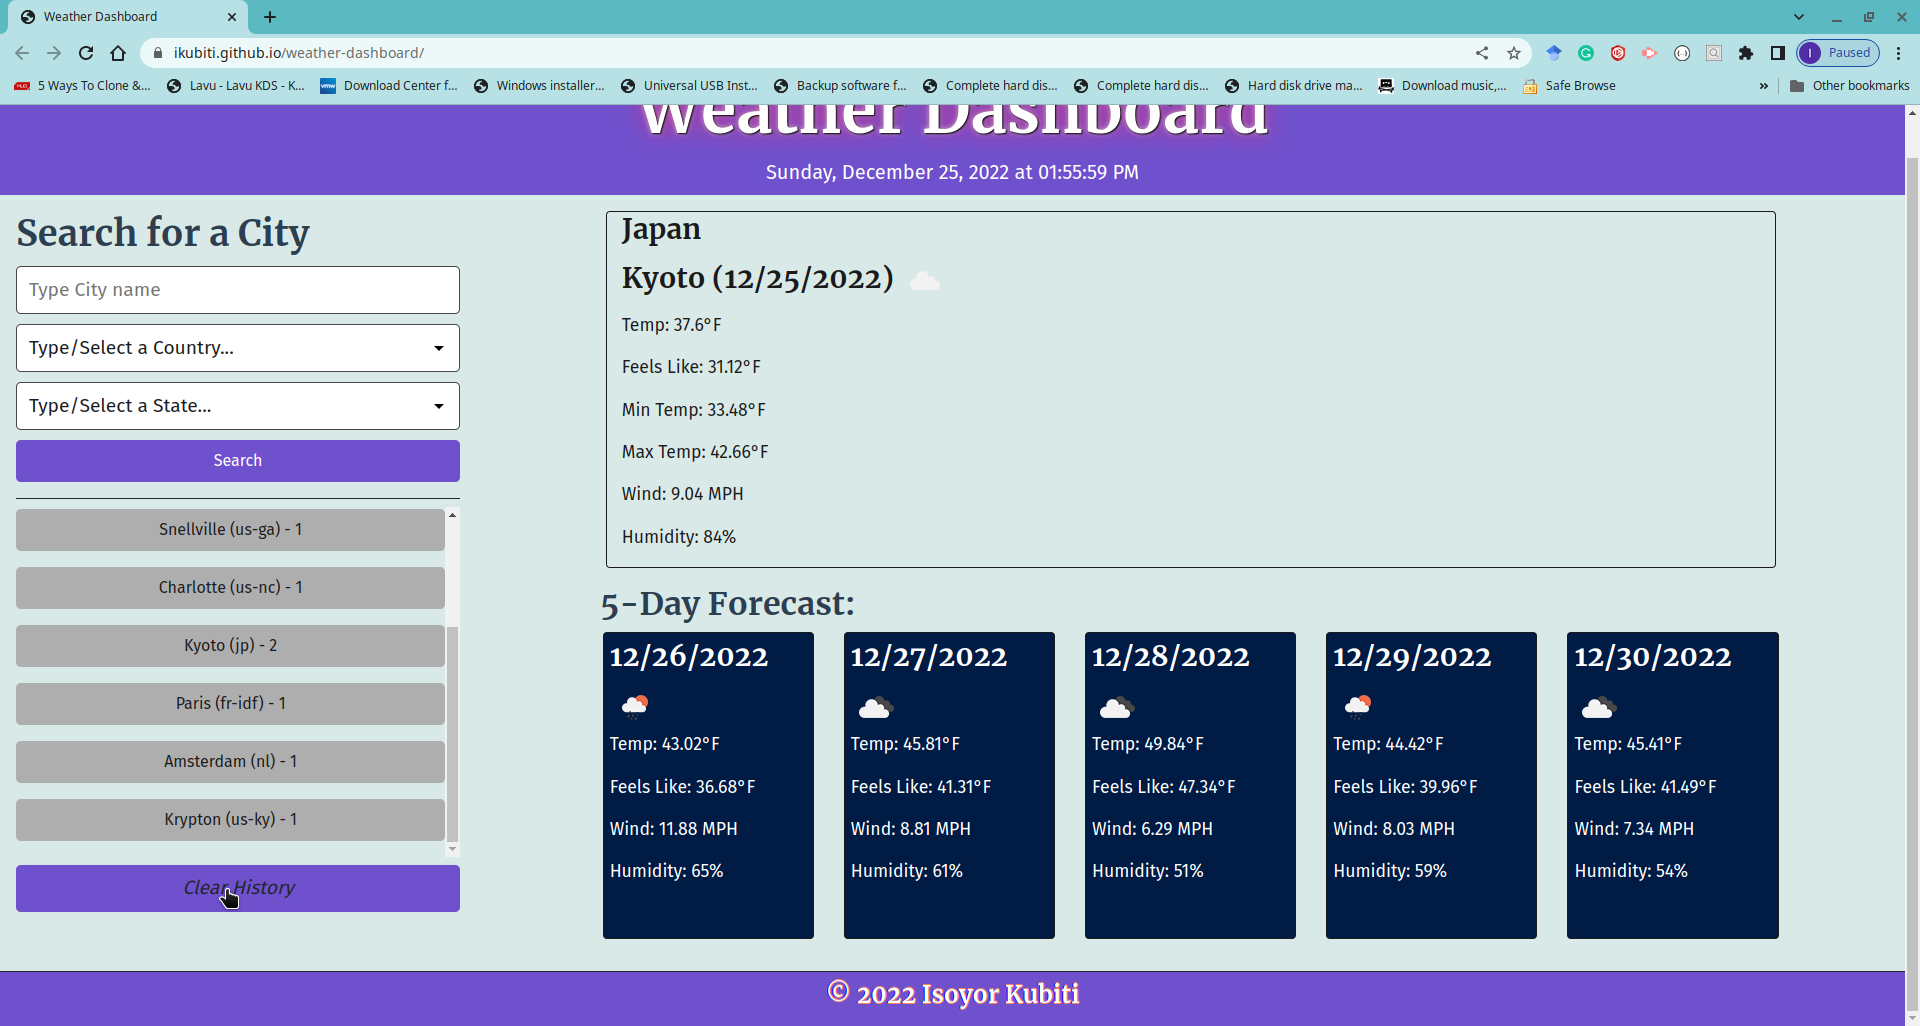 Weather Dashboard
ikubiti.github.io/weather-dashboard/
Paused
5 Ways To Clone &...
Lavu - Lavu KDS - K...
vmw
Download Center f...
Windows installer...
Universal USB Inst...
Backup software f...
Complete hard dis...
Complete hard dis...
Hard disk drive ma...
Download music,...
Safe Browse
»
Other bookmarks
Weather Dashboard
Sunday, December 25, 2022 at 01:55:59 PM
Search for a City
Type City name
Type/Select a Country...
Type/Select a State...
Search
Snellville (us-ga) - 1
Charlotte (us-nc) - 1
Kyoto (jp) - 2
Paris (fr-idf) - 1
Amsterdam (nl) - 1
Krypton (us-ky) - 1
Clear History
Japan
Kyoto (12/25/2022)
Temp: 37.6°F
Feels Like: 31.12°F
Min Temp: 33.48°F
Max Temp: 42.66°F
Wind: 9.04 MPH
Humidity: 84%
5-Day Forecast:
12/26/2022
Temp: 43.02°F
Feels Like: 36.68°F
Wind: 11.88 MPH
Humidity: 65%
12/27/2022
Temp: 45.81°F
Feels Like: 41.31°F
Wind: 8.81 MPH
Humidity: 61%
12/28/2022
Temp: 49.84°F
Feels Like: 47.34°F
Wind: 6.29 MPH
Humidity: 51%
12/29/2022
Temp: 44.42°F
Feels Like: 39.96°F
Wind: 8.03 MPH
Humidity: 59%
12/30/2022
Temp: 45.41°F
Feels Like: 41.49°F
Wind: 7.34 MPH
Humidity: 54%
© 2022 Isoyor Kubiti